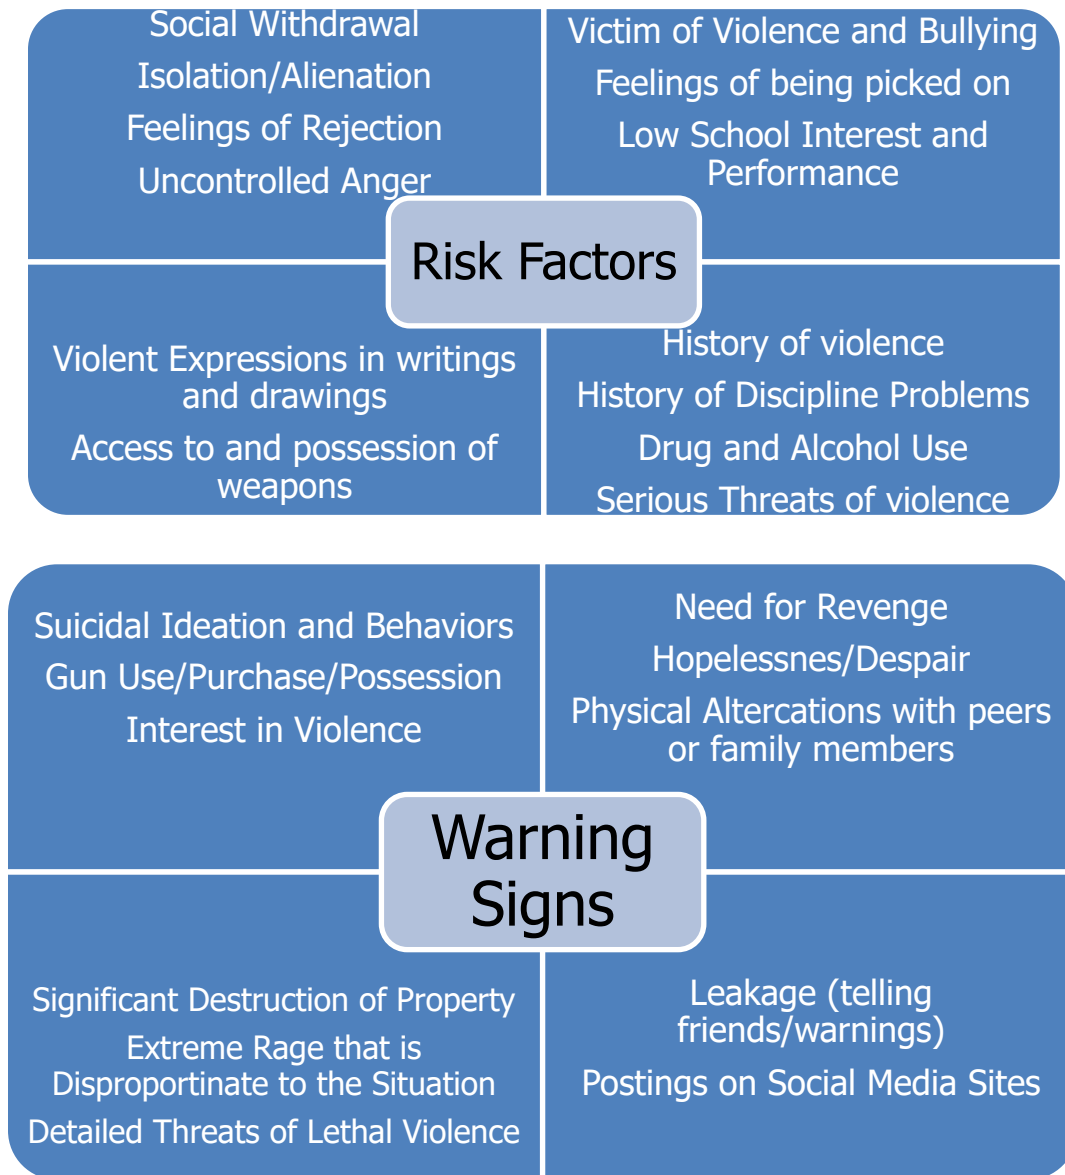 Social Withdrawal
Isolation/Alienation
Feelings of Rejection
Uncontrolled Anger
Victim of Violence and Bullying
Feelings of being picked on
Low School Interest and
Performance
Risk Factors
Violent Expressions in writings
and drawings
Access to and possession of
weapons
History of violence
History of Discipline Problems
Drug and Alcohol Use
Serious Threats of violence
Suicidal Ideation and Behaviors
Gun Use/Purchase/Possession
Interest in Violence
Need for Revenge
Hopelessnes/Despair
Physical Altercations with peers
or family members
Warning
Signs
Significant Destruction of Property
Extreme Rage that is
Disproportinate to the Situation
Detailed Threats of Lethal Violence
Leakage (telling
friends/warnings)
Postings on Social Media Sites